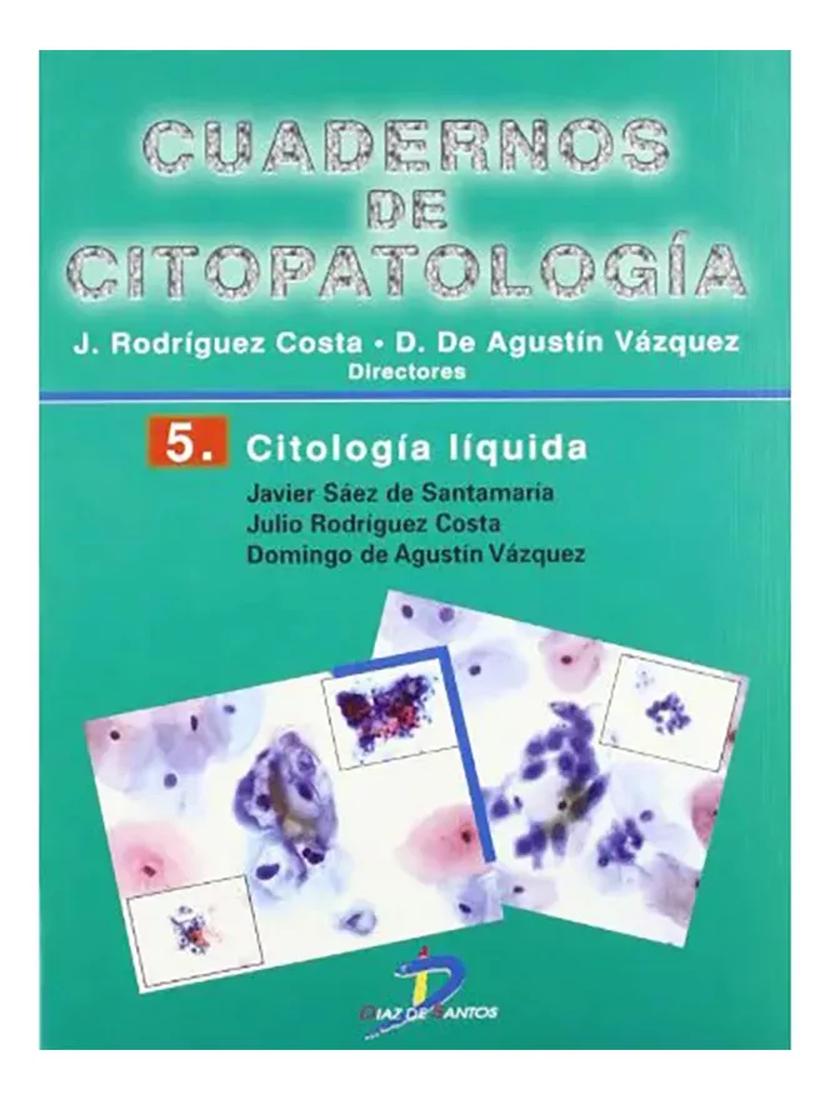 CUADERNOS
DE
CITOPATOLOGÍA
J. Rodríguez Costa • D. De Agustín Vázquez
Directores
5. Citología líquida
Javier Sáez de Santamaría
Julio Rodríguez Costa
Domingo de Agustín Vázquez
DIAZ DE SANTOS